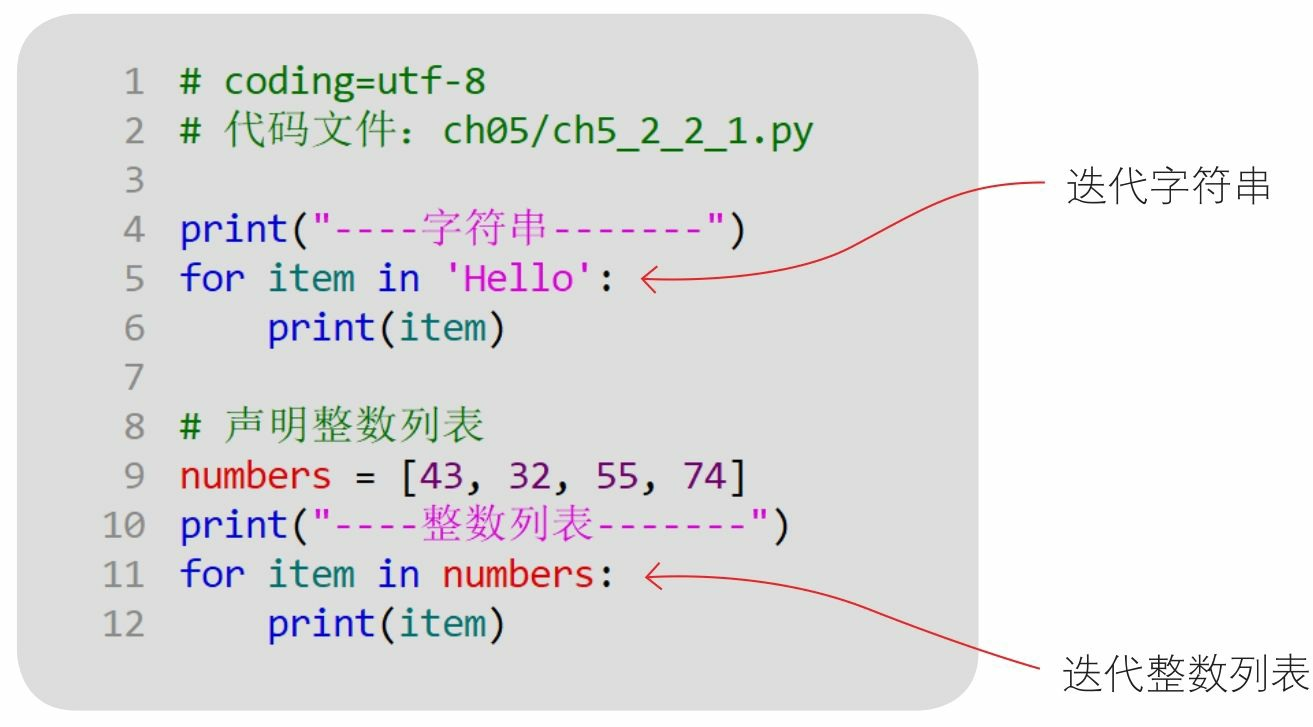 1 # coding=utf-8
2 # 代码文件：ch05/ch5_2_2_1.py
3
4 print("----字符串-------")
5 for item in 'Hello':
6     print(item)
7
8 # 声明整数列表
9 numbers = [43, 32, 55, 74]
10 print("----整数列表-------")
11 for item in numbers:
12     print(item)
迭代字符串
迭代整数列表